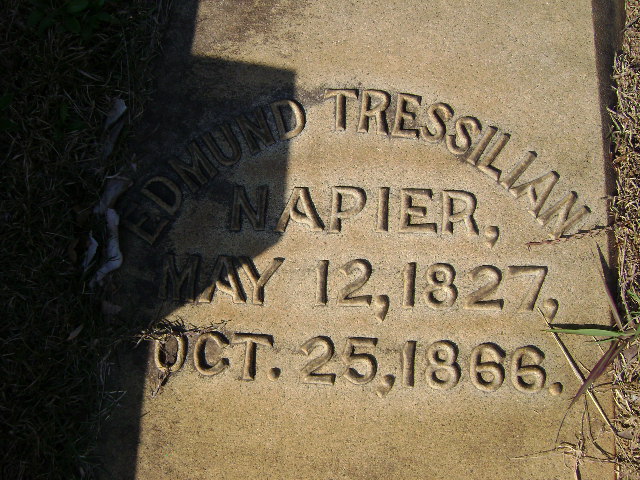 EDMUND TRESSILIAN
NAPIER,
MAY 12, 1827,
OCT. 25, 1866.